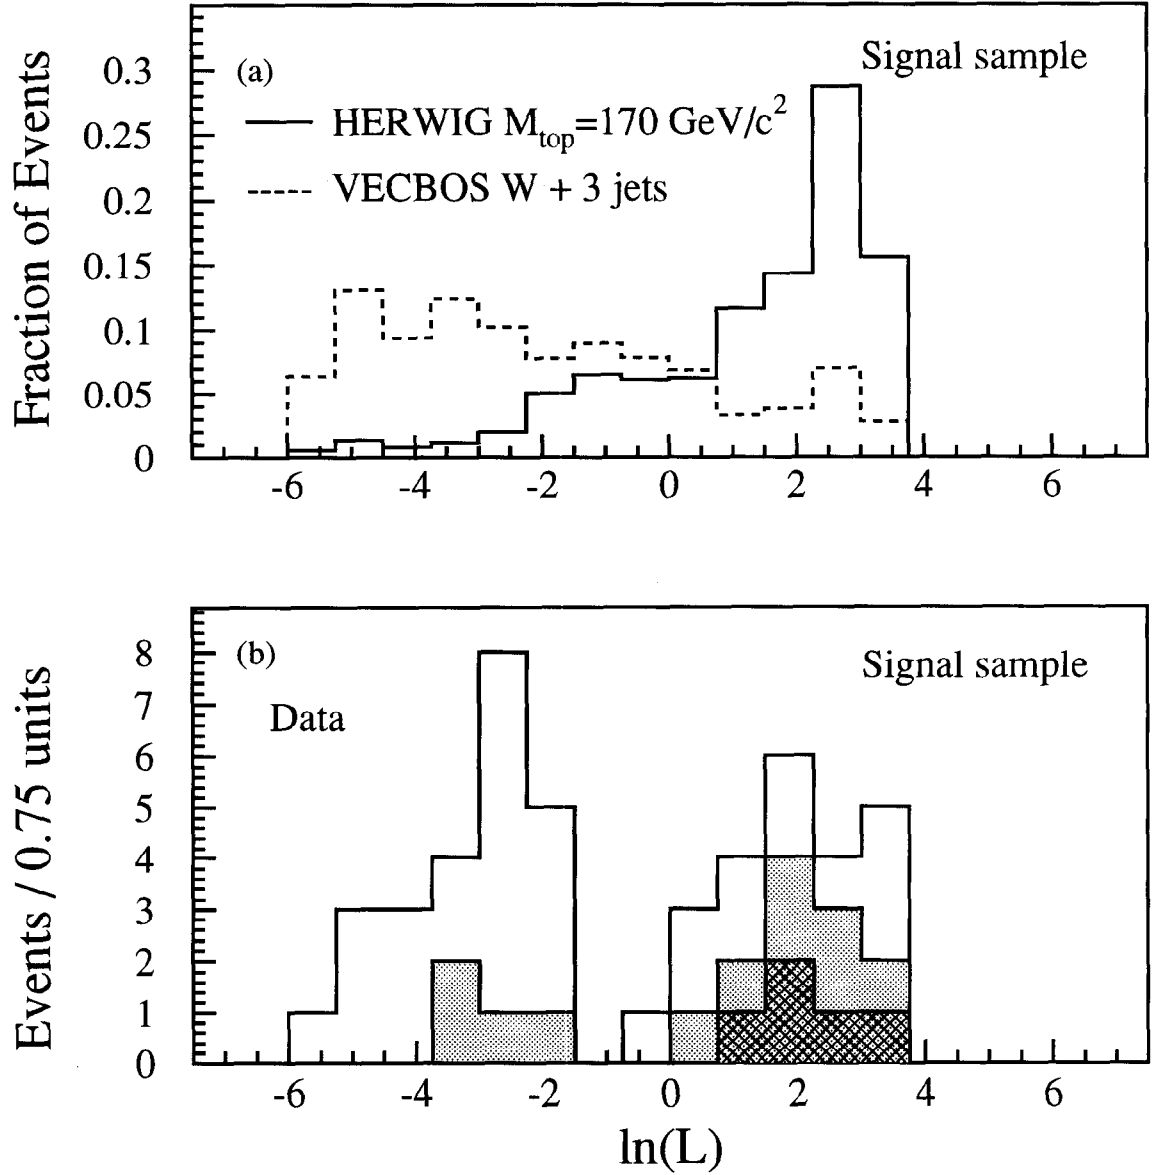 Fraction of Events
0.3
0.25
0.2
0.15
0.1
0.05
0
(a)
Signal sample
HERWIG M_top=170 GeV/c²
VECBOS W + 3 jets
-6 -4 -2 0 2 4 6
Events / 0.75 units
8
7
6
5
4
3
2
1
0
(b)
Signal sample
Data
-6 -4 -2 0 2 4 6
ln(L)